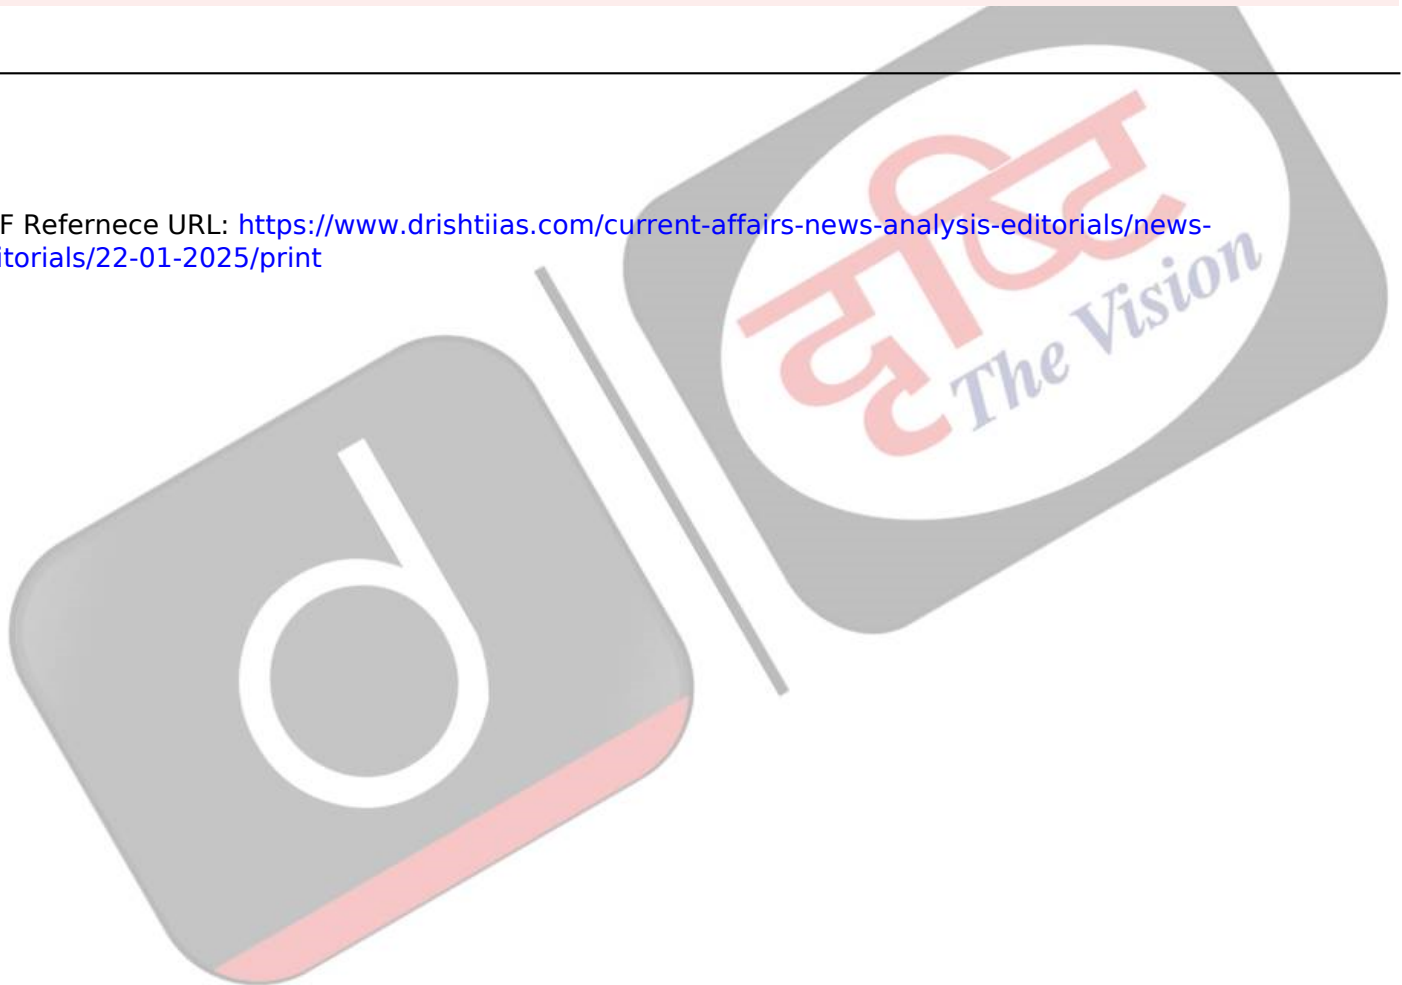 F Refernece URL: https://www.drishtiias.com/current-affairs-news-analysis-editorials/news-
itorials/22-01-2025/print
दृष्टि
The Vision
d